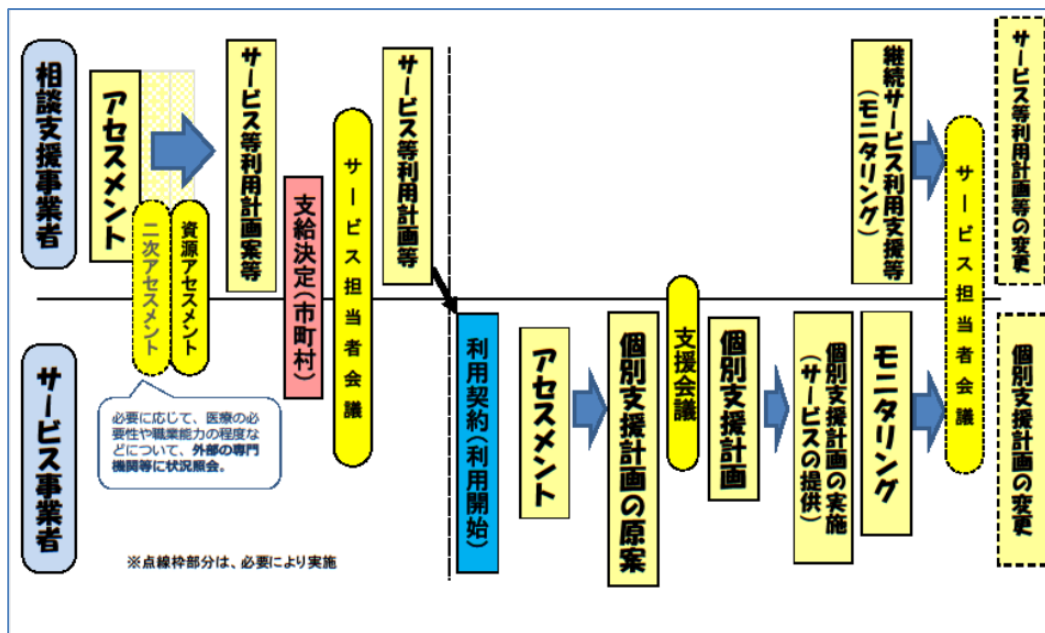 相談支援事業者
アセスメント
二次アセスメント
資源アセスメント
サービス等利用計画案等
支給決定(市町村)
サービス担当者会議
サービス等利用計画等
継続サービス利用支援等
(モニタリング)
サービス担当者会議
サービス等利用計画等の変更
サービス事業者
必要に応じて、医療の必
要性や職業能力の程度な
どについて、外部の専門
機関等に状況照会。
利用契約(利用開始)
アセスメント
個別支援計画の原案
支援会議
個別支援計画
個別支援計画の実施
(サービスの提供)
モニタリング
個別支援計画の変更
※点線枠部分は、必要により実施